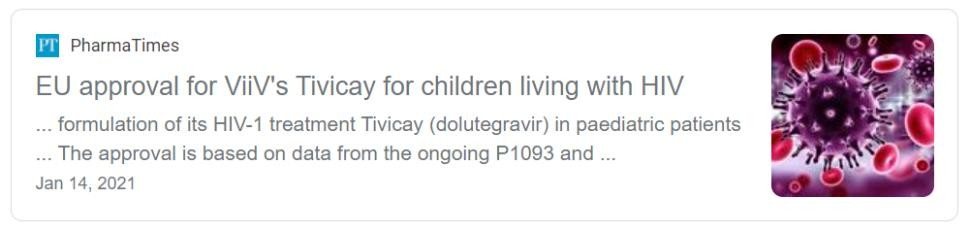 PT PharmaTimes
EU approval for ViiV's Tivicay for children living with HIV
... formulation of its HIV-1 treatment Tivicay (dolutegravir) in paediatric patients
... The approval is based on data from the ongoing P1093 and ...
Jan 14, 2021